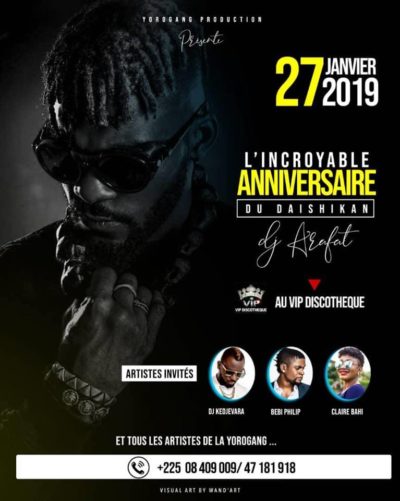 YOROGANG PRODUCTION
Présente
27 JANVIER
2019
L'INCROYABLE
ANNIVERSAIRE
DU DAISHIKAN
dj Arafat
VIP
VIP DISCOTHEQUE
AU VIP DISCOTHEQUE
ARTISTES INVITÉS
DJ KEDJEVARA
BEBI PHILIP
CLAIRE BAHI
ET TOUS LES ARTISTES DE LA YOROGANG ...
+225 08 409 009/ 47 181 918
VISUAL ART BY WAND'ART